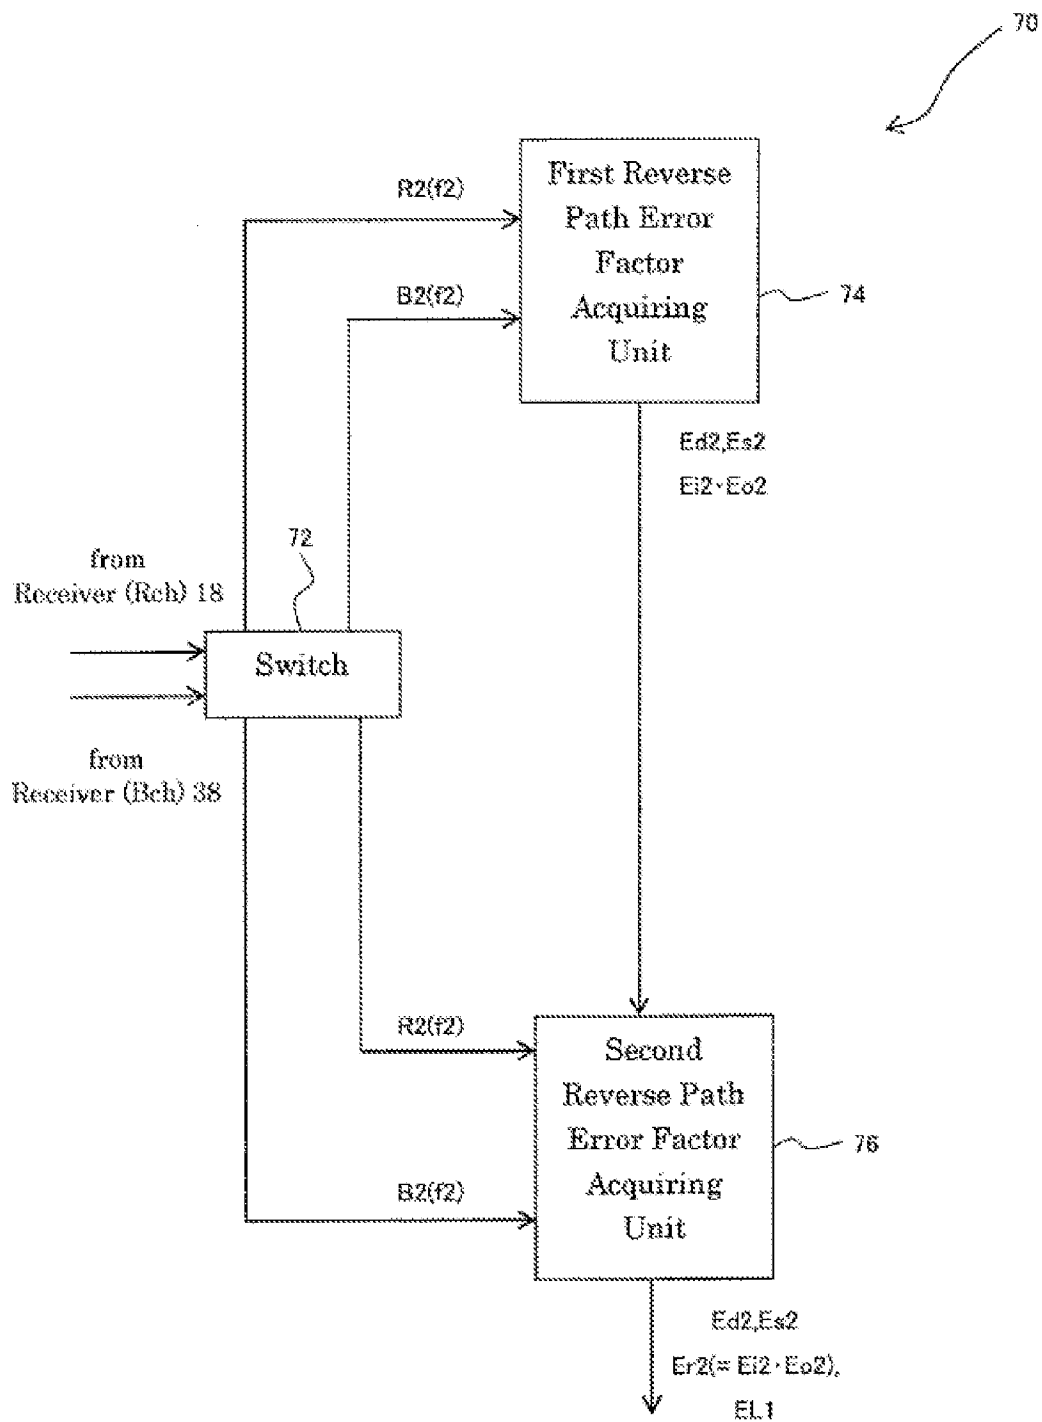 70
First Reverse
Path Error
Factor
Acquiring
Unit
R2(f2)
B2(f2)
74
Ed2,Es2
Ei2·Eo2
72
from
Receiver (Rch) 18
Switch
from
Receiver (Bch) 38
R2(f2)
B2(f2)
Second
Reverse Path
Error Factor
Acquiring
Unit
76
Ed2,Es2
Er2(= Ei2·Eo2),
EL1